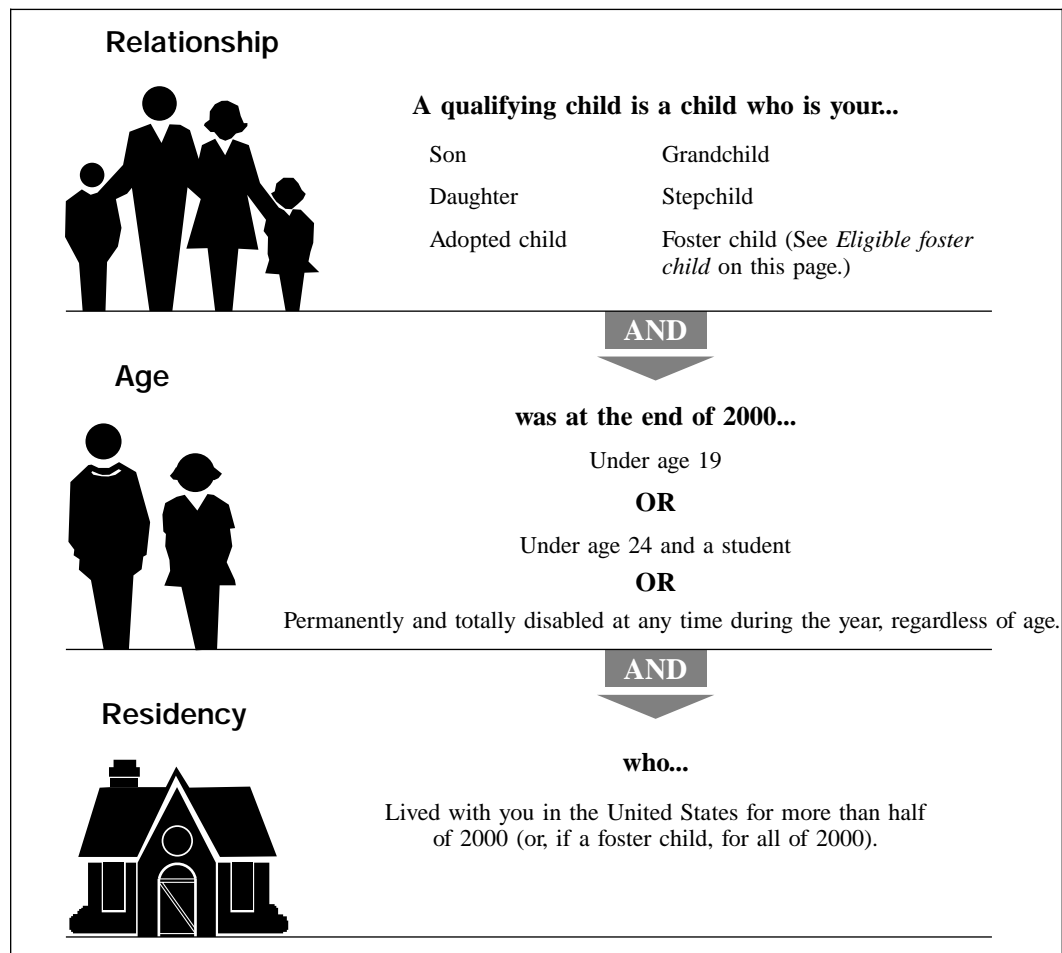 Relationship
A qualifying child is a child who is your...
Son
Grandchild
Daughter
Stepchild
Adopted child
Foster child (See Eligible foster
child on this page.)
AND
Age
was at the end of 2000...
Under age 19
OR
Under age 24 and a student
OR
Permanently and totally disabled at any time during the year, regardless of age.
AND
Residency
who...
Lived with you in the United States for more than half
of 2000 (or, if a foster child, for all of 2000).